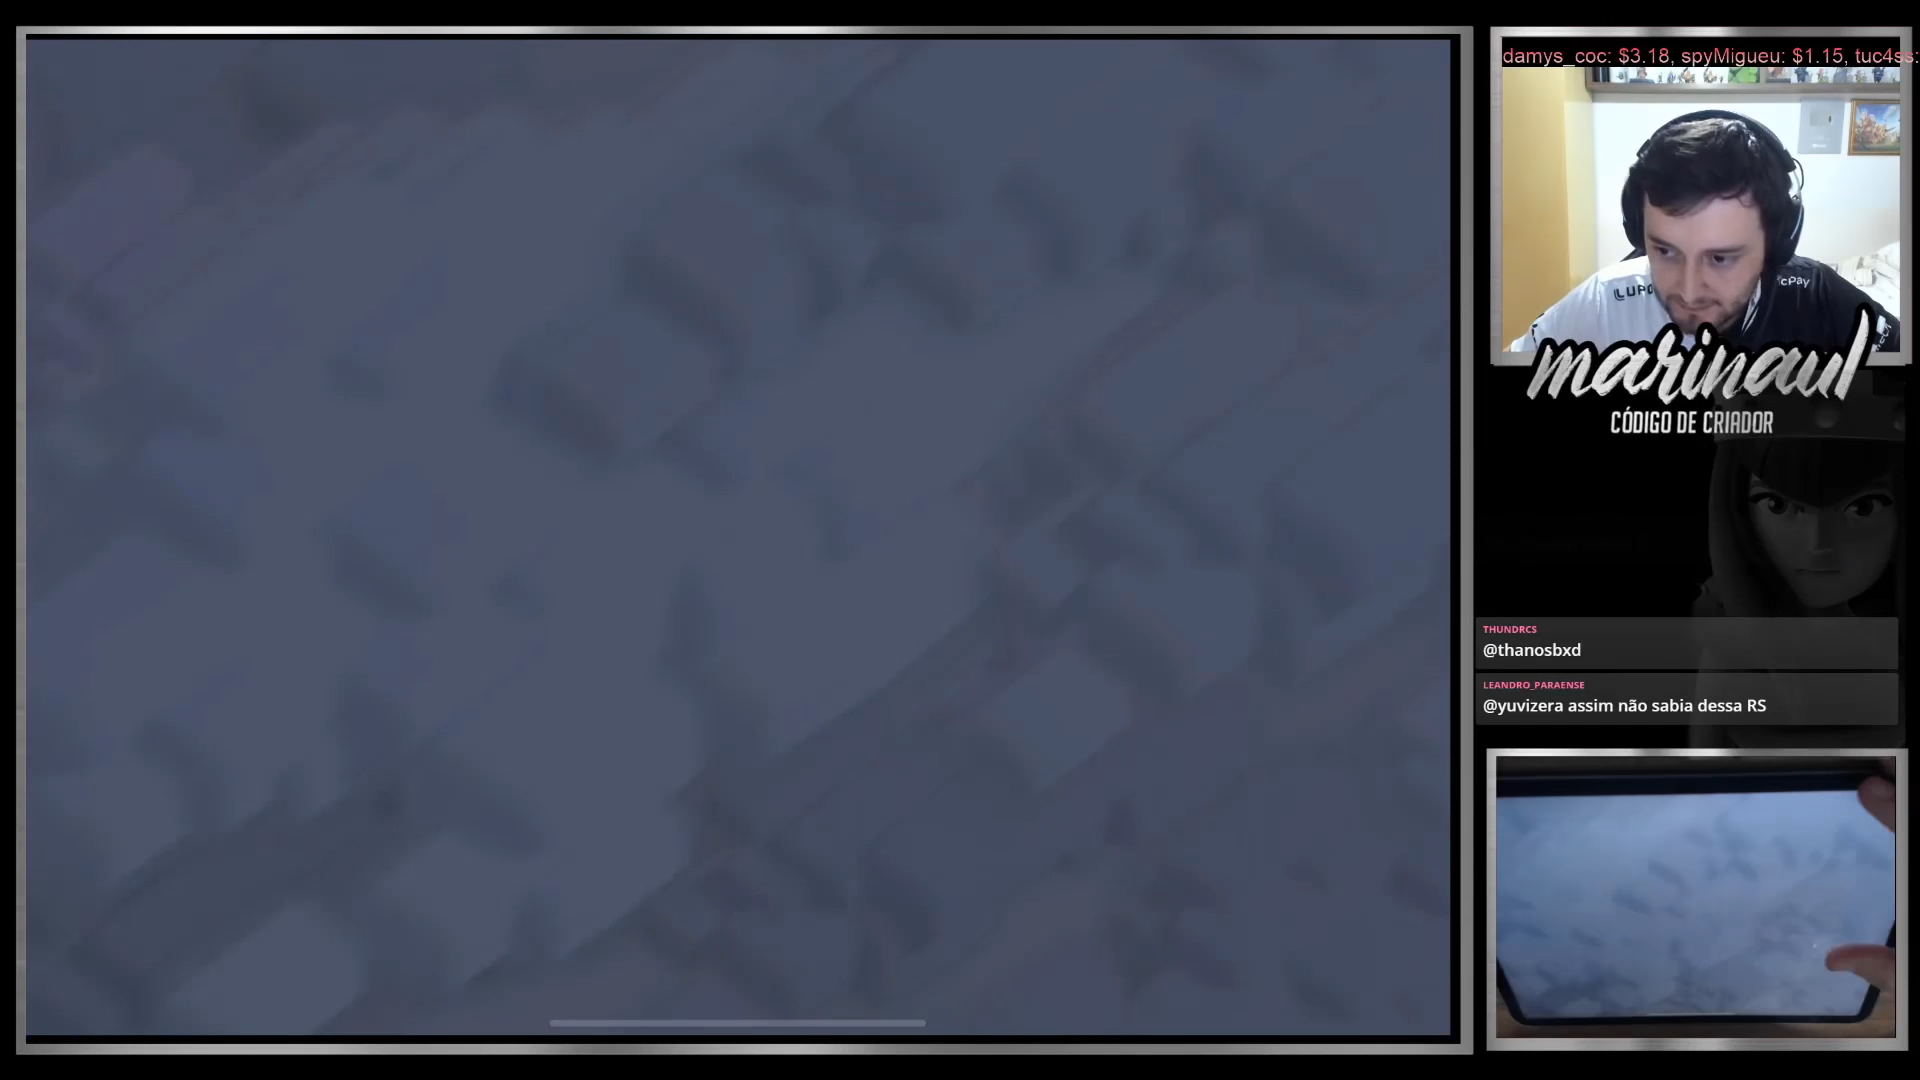 damys_coc: $3.18, spyMigueu: $1.15, tuc4ss:
LUPO
cPay
marinaul
CÓDIGO DE CRIADOR
THUNDRCS
@thanosbxd
LEANDRO_PARAENSE
@yuvizera assim não sabia dessa RS